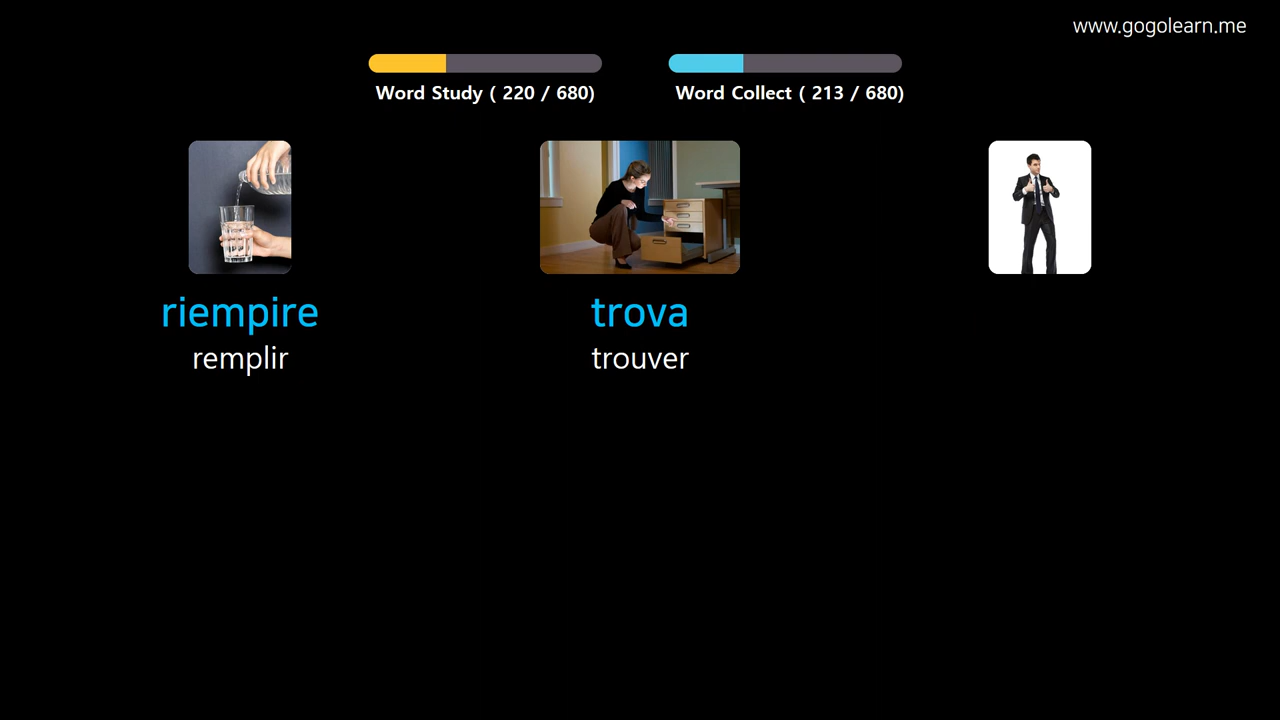 www.gogolearn.me
Word Study ( 220 / 680)
Word Collect ( 213 / 680)
riempire
remplir
trova
trouver